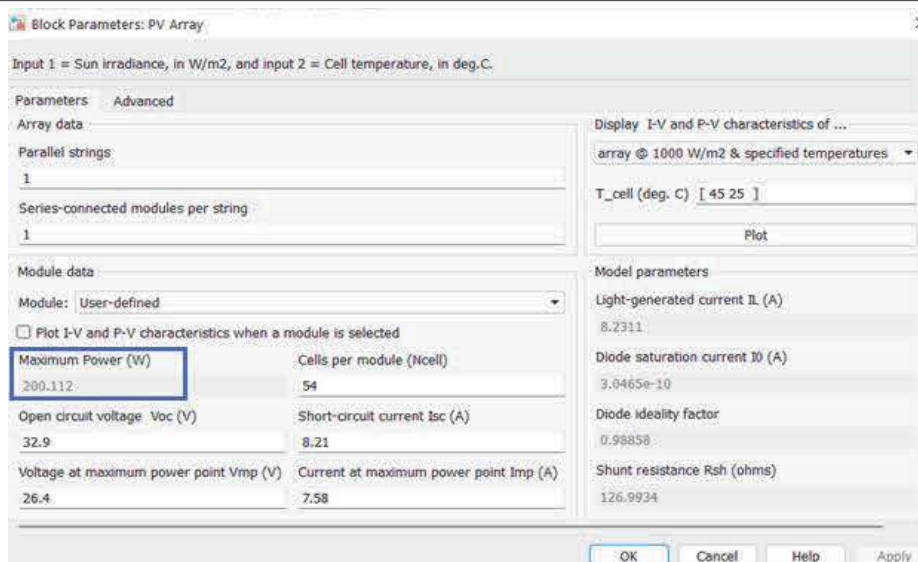 Block Parameters: PV Array
Input 1 = Sun irradiance, in W/m2, and input 2 = Cell temperature, in deg.C.
Parameters Advanced
Array data
Parallel strings
1
Series-connected modules per string
1
Display I-V and P-V characteristics of ...
array @ 1000 W/m2 & specified temperatures
T_cell (deg. C) [ 45 25 ]
Plot
Module data
Module: User-defined
Plot I-V and P-V characteristics when a module is selected
Maximum Power (W) Cells per module (Ncell)
200.112 54
Open circuit voltage Voc (V) Short-circuit current Isc (A)
32.9 8.21
Voltage at maximum power point Vmp (V) Current at maximum power point Imp (A)
26.4 7.58
Model parameters
Light-generated current IL (A)
8.2311
Diode saturation current I0 (A)
3.0465e-10
Diode ideality factor
0.98858
Shunt resistance Rsh (ohms)
126.9934
OK Cancel Help Apply